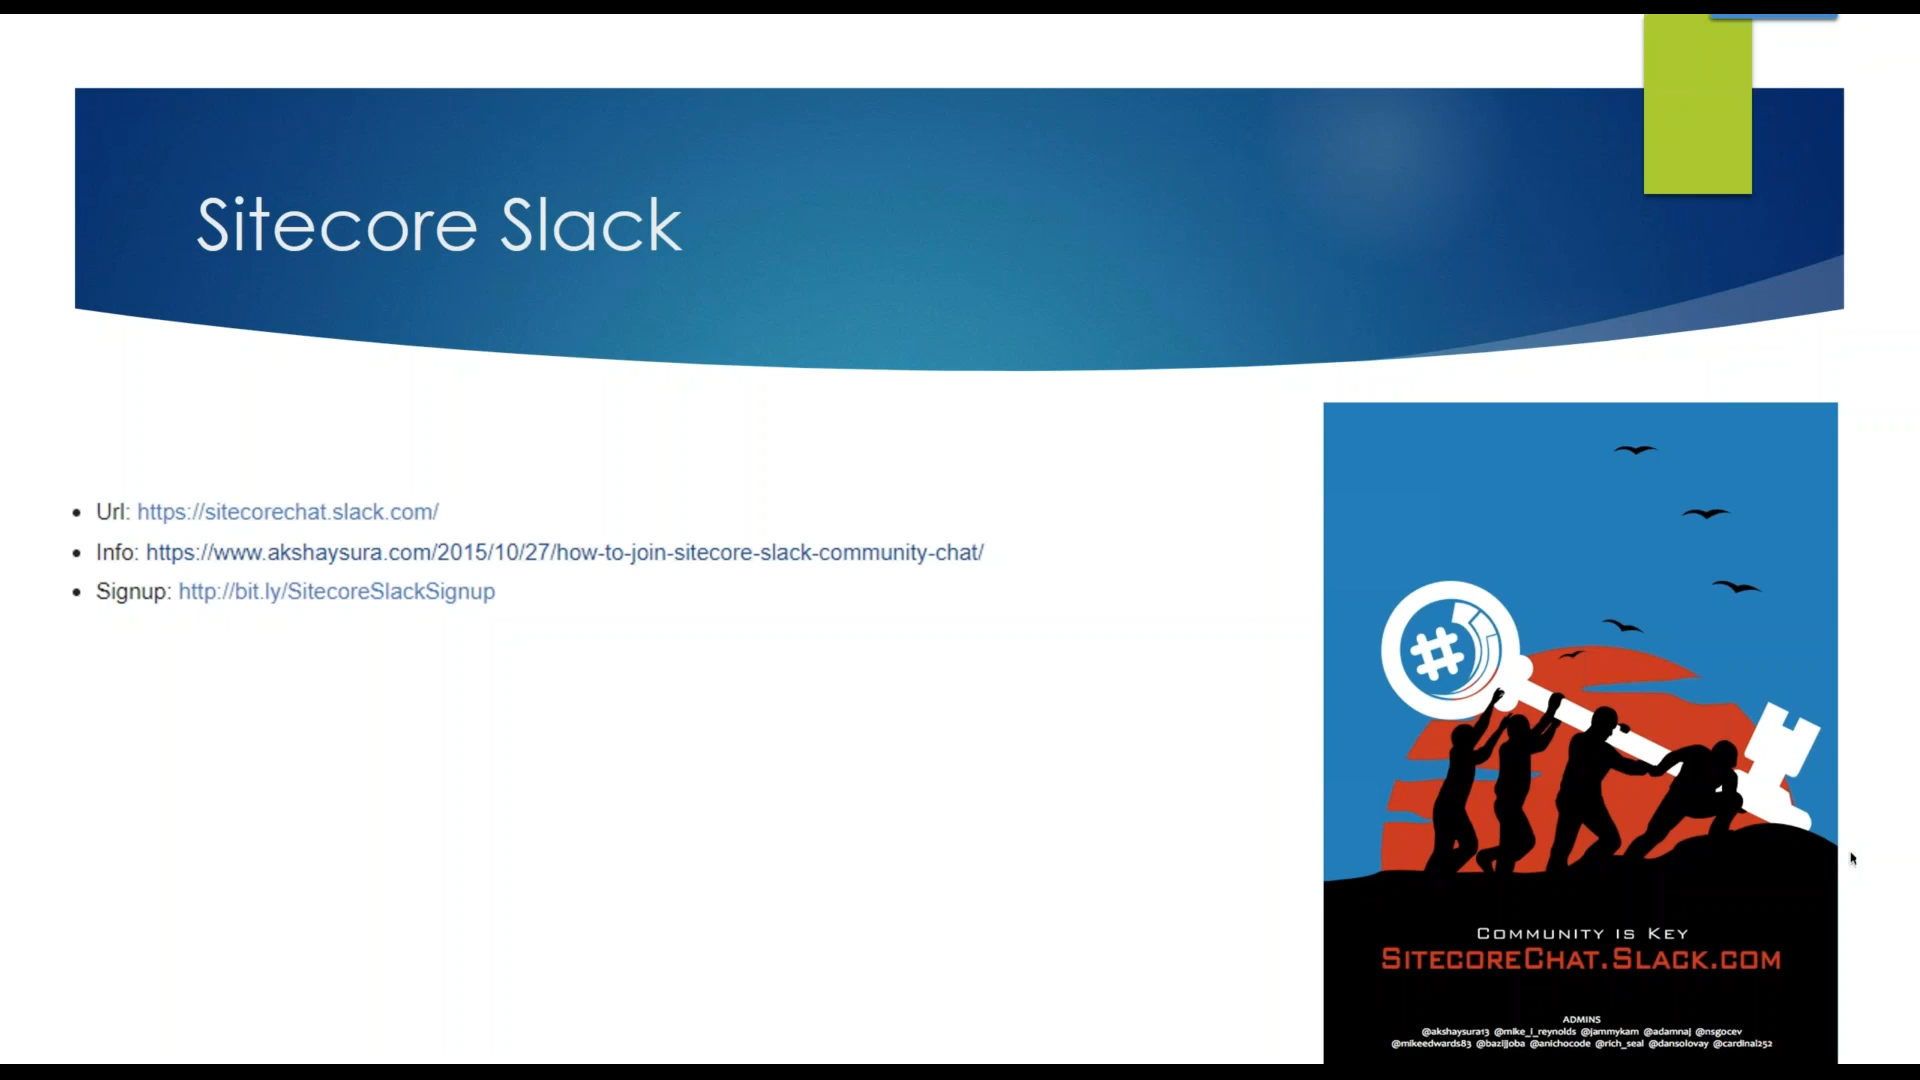 Sitecore Slack
• Url: https://sitecorechat.slack.com/
• Info: https://www.akshaysura.com/2015/10/27/how-to-join-sitecore-slack-community-chat/
• Signup: http://bit.ly/SitecoreSlackSignup
#
Community is Key
SitecoreChat.Slack.com
ADMINS
@akshaysura13 @mike_i_reynolds @jammykam @adamnaj @nsgocev
@mikeedwards83 @bazijjoba @anichocode @rich_seal @dansolovay @cardinal252